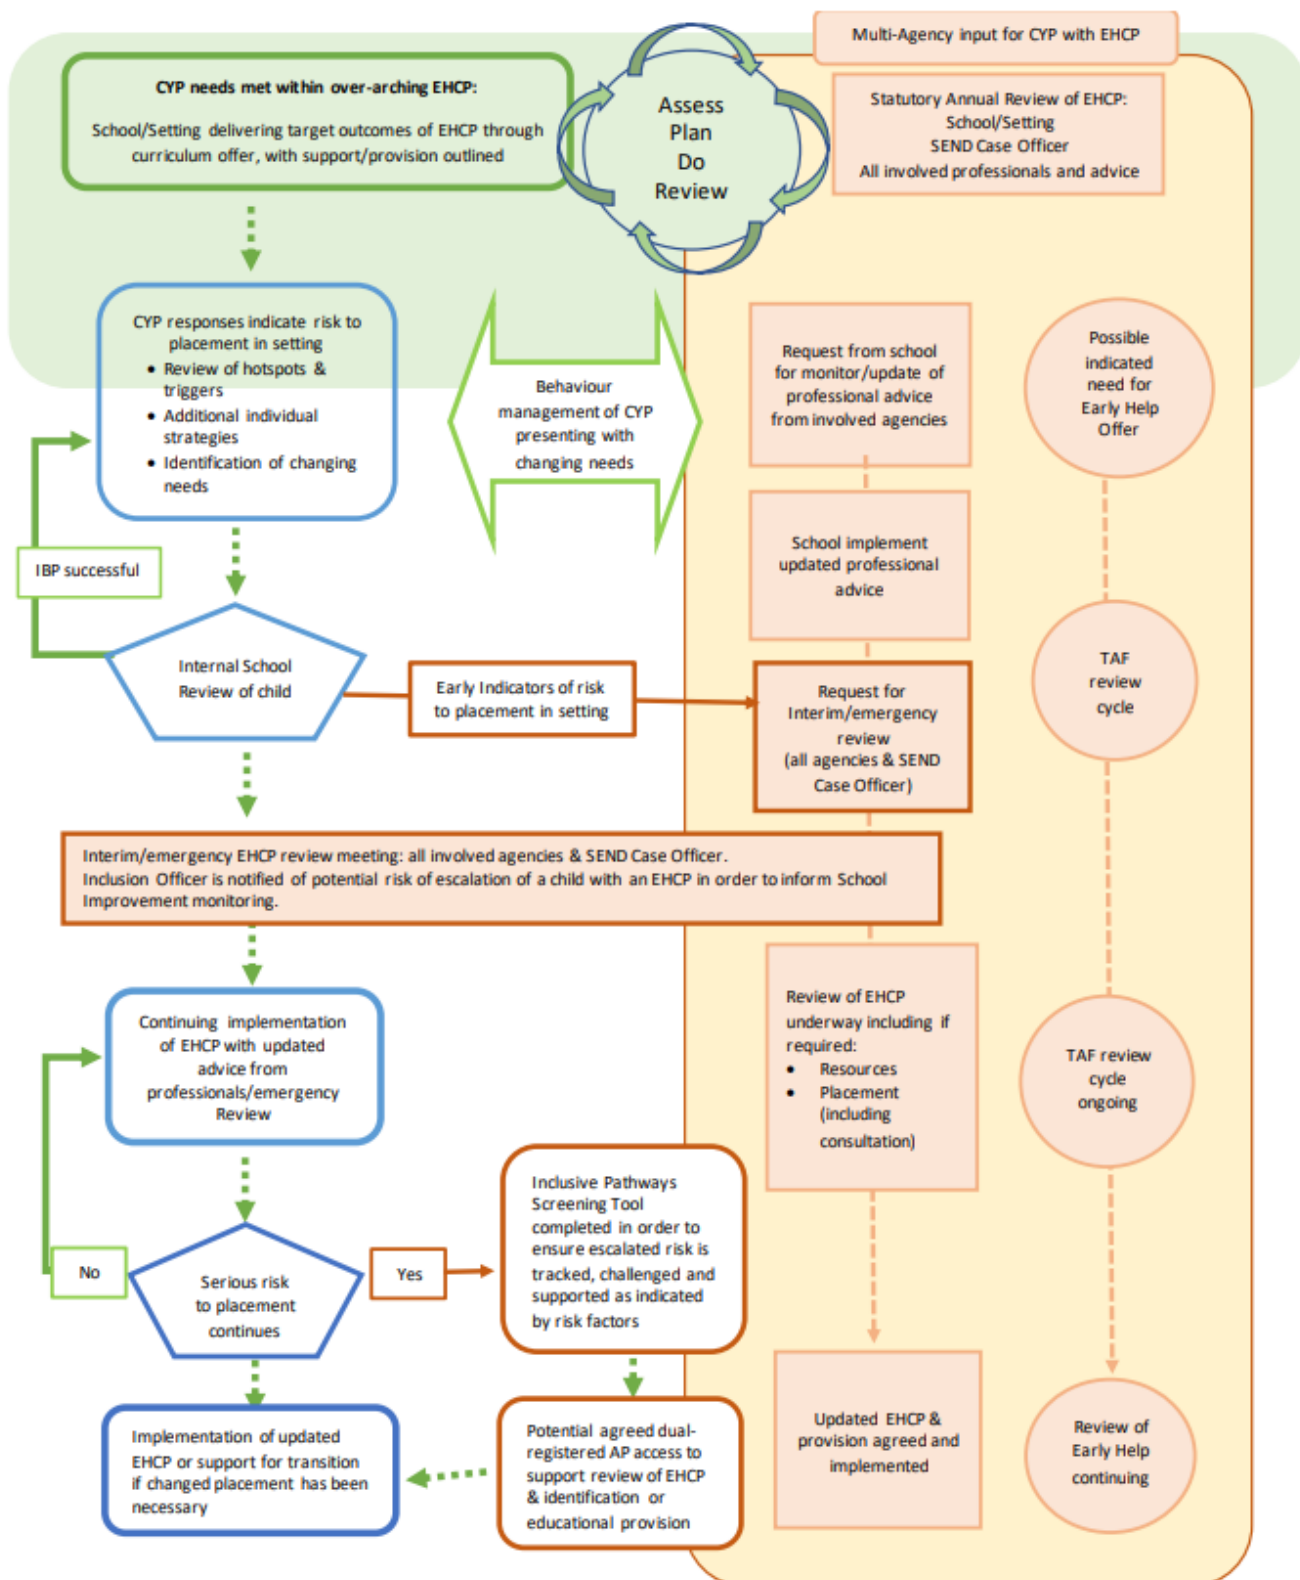 Multi-Agency input for CYP with EHCP
CYP needs met within over-arching EHCP:
School/Setting delivering target outcomes of EHCP through
curriculum offer, with support/provision outlined
Assess
Plan
Do
Review
Statutory Annual Review of EHCP:
School/Setting
SEND Case Officer
All involved professionals and advice
CYP responses indicate risk to
placement in setting
• Review of hotspots &
triggers
• Additional individual
strategies
• Identification of changing
needs
Behaviour
management of CYP
presenting with
changing needs
Request from school
for monitor/update of
professional advice
from involved agencies
Possible
indicated
need for
Early Help
Offer
IBP successful
School implement
updated professional
advice
Internal School
Review of child
Early Indicators of risk
to placement in setting
Request for
Interim/emergency
review
(all agencies & SEND
Case Officer)
TAF
review
cycle
Interim/emergency EHCP review meeting: all involved agencies & SEND Case Officer.
Inclusion Officer is notified of potential risk of escalation of a child with an EHCP in order to inform School
Improvement monitoring.
Continuing implementation
of EHCP with updated
advice from
professionals/emergency
Review
Review of EHCP
underway including if
required:
• Resources
• Placement
(including
consultation)
TAF review
cycle
ongoing
No
Serious risk
to placement
continues
Yes
Inclusive Pathways
Screening Tool
completed in order to
ensure escalated risk is
tracked, challenged and
supported as indicated
by risk factors
Implementation of updated
EHCP or support for transition
if changed placement has been
necessary
Potential agreed dual-
registered AP access to
support review of EHCP
& identification or
educational provision
Updated EHCP &
provision agreed and
implemented
Review of
Early Help
continuing